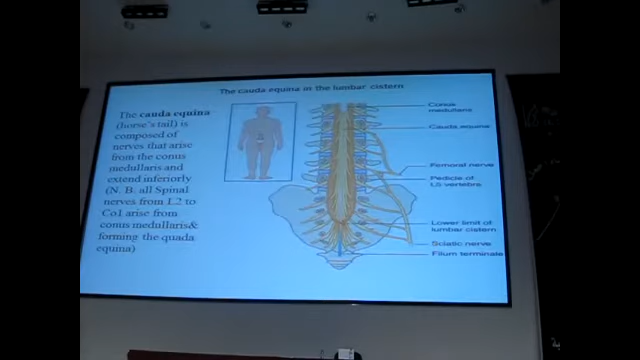 The cauda equina in the lumbar cistern
The cauda equina
(horse's tail) is
composed of
nerves that arise
from the conus
medullaris and
extend inferiorly
(N. B. all Spinal
nerves from L2 to
Co1 arise from
conus medullaris&
forming the quada
equina)
Conus
medullaris
Cauda equina
Femoral nerve
Pedicle of
L5 vertebra
Lower limit of
lumbar cistern
Sciatic nerve
Filum terminale